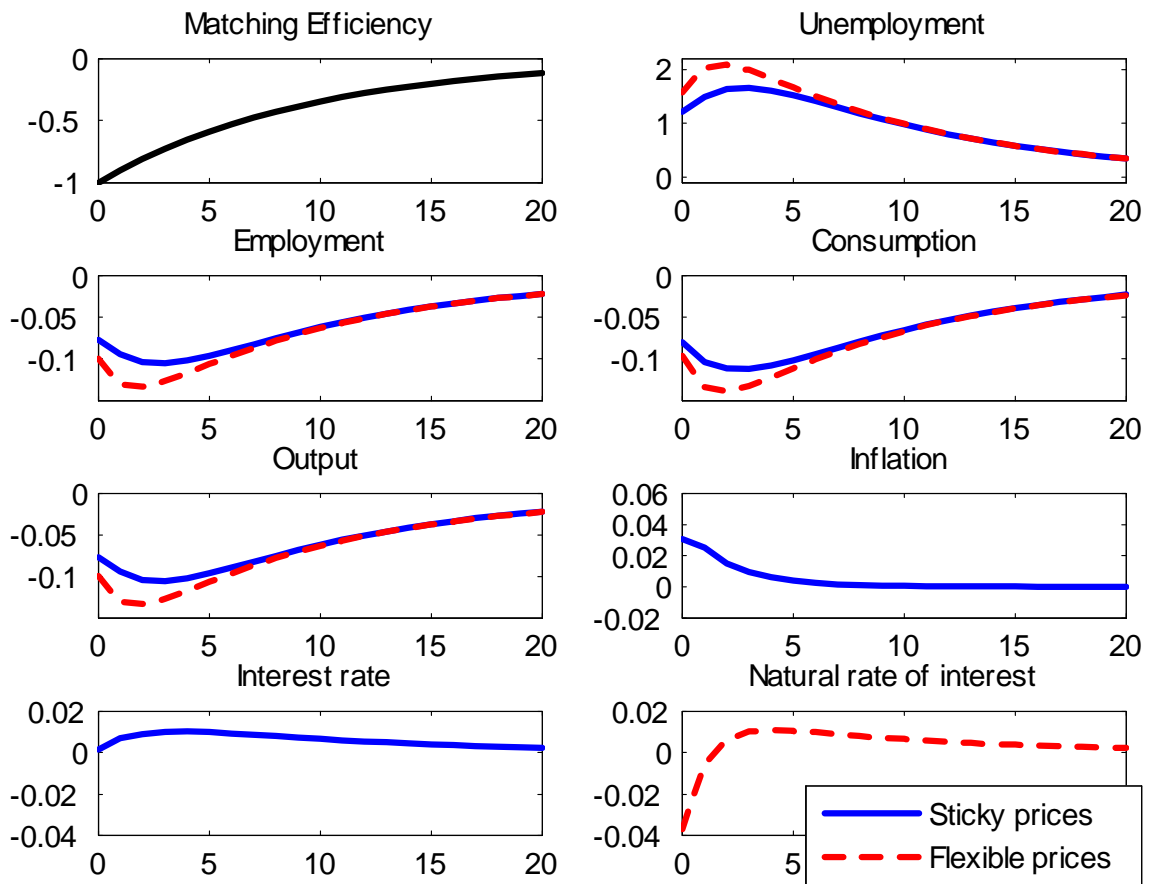 Matching Efficiency
0
-0.5
-1
0 5 10 15 20
Unemployment
2
1
0
0 5 10 15 20
Employment
0
-0.05
-0.1
0 5 10 15 20
Consumption
0
-0.05
-0.1
0 5 10 15 20
Output
0
-0.05
-0.1
0 5 10 15 20
Inflation
0.06
0.04
0.02
0
-0.02
0 5 10 15 20
Interest rate
0.02
0
-0.02
-0.04
0 5 10 15 20
Natural rate of interest
0.02
0
-0.02
-0.04
0 5
Sticky prices
Flexible prices